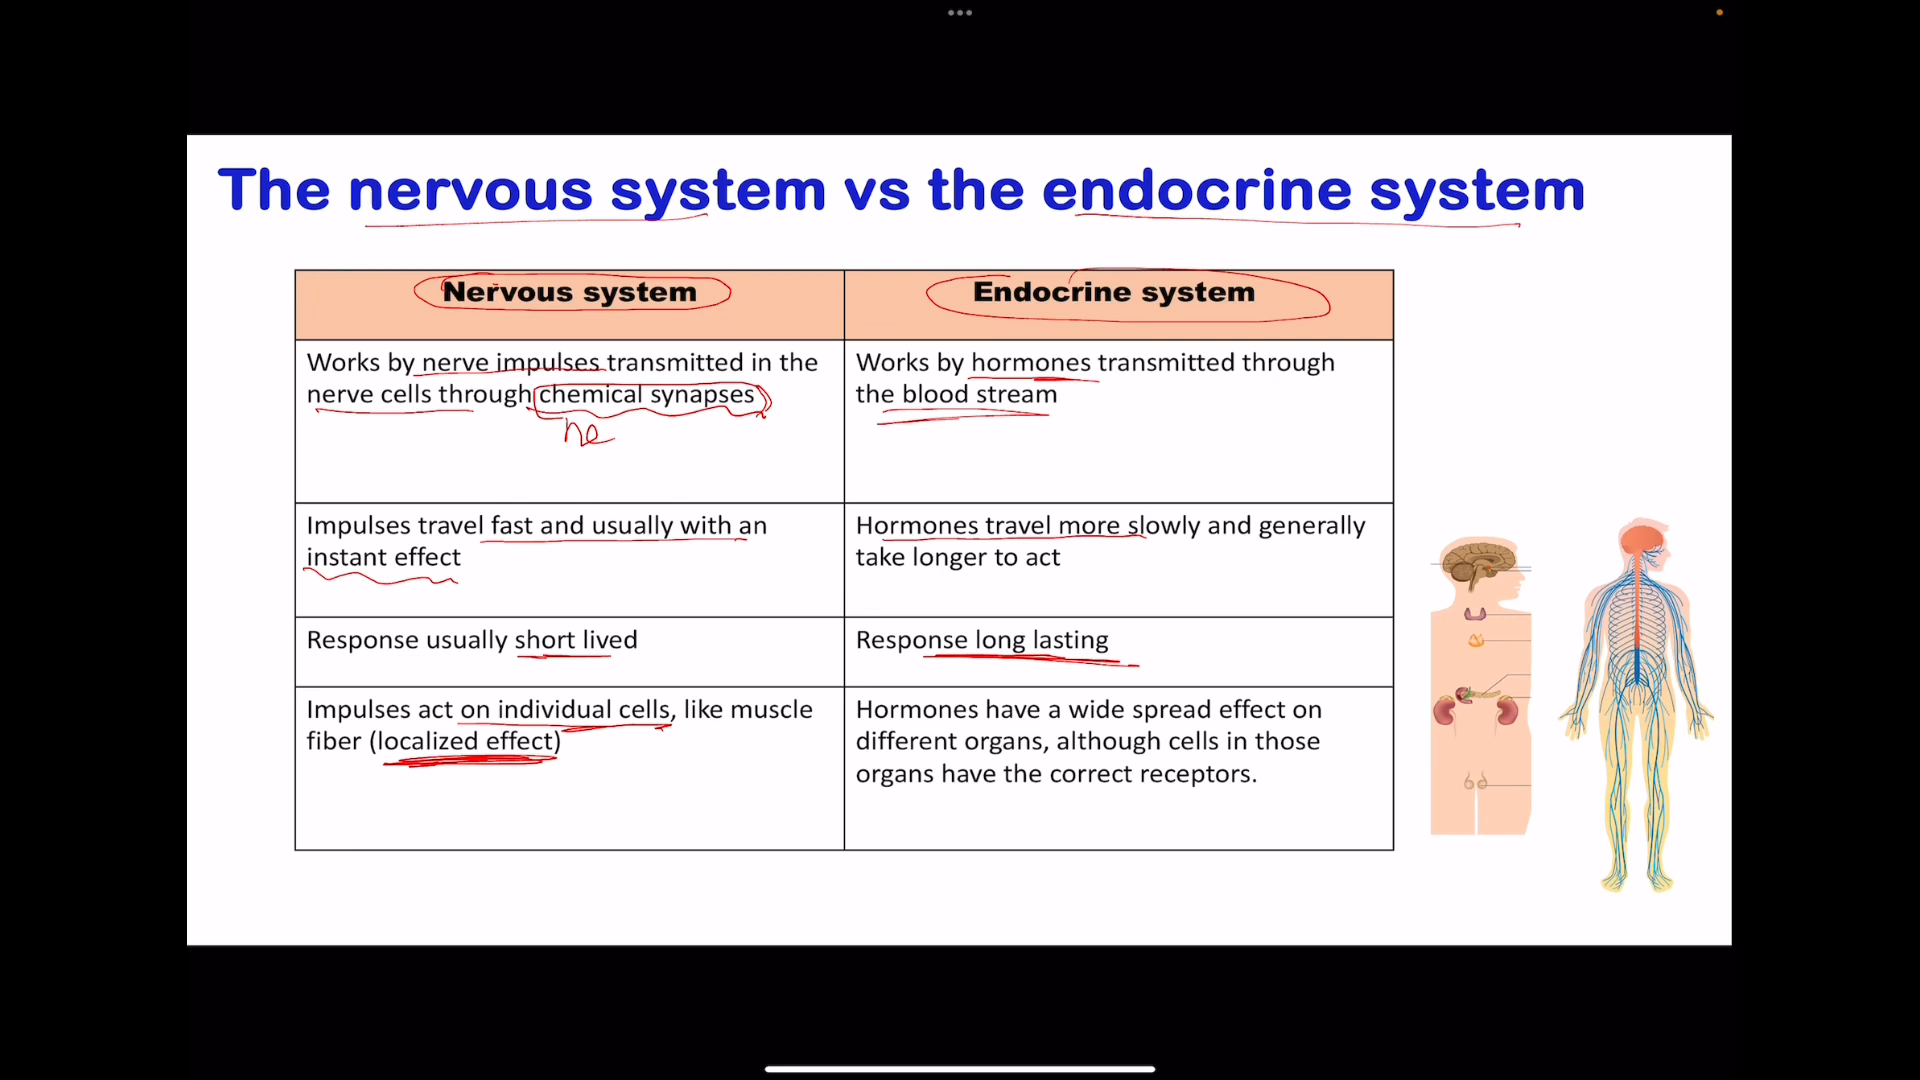 The nervous system vs the endocrine system
Nervous system
Endocrine system
Works by nerve impulses transmitted in the
nerve cells through chemical synapses
ne
Works by hormones transmitted through
the blood stream
Impulses travel fast and usually with an
instant effect
Hormones travel more slowly and generally
take longer to act
Response usually short lived
Response long lasting
Impulses act on individual cells, like muscle
fiber (localized effect)
Hormones have a wide spread effect on
different organs, although cells in those
organs have the correct receptors.